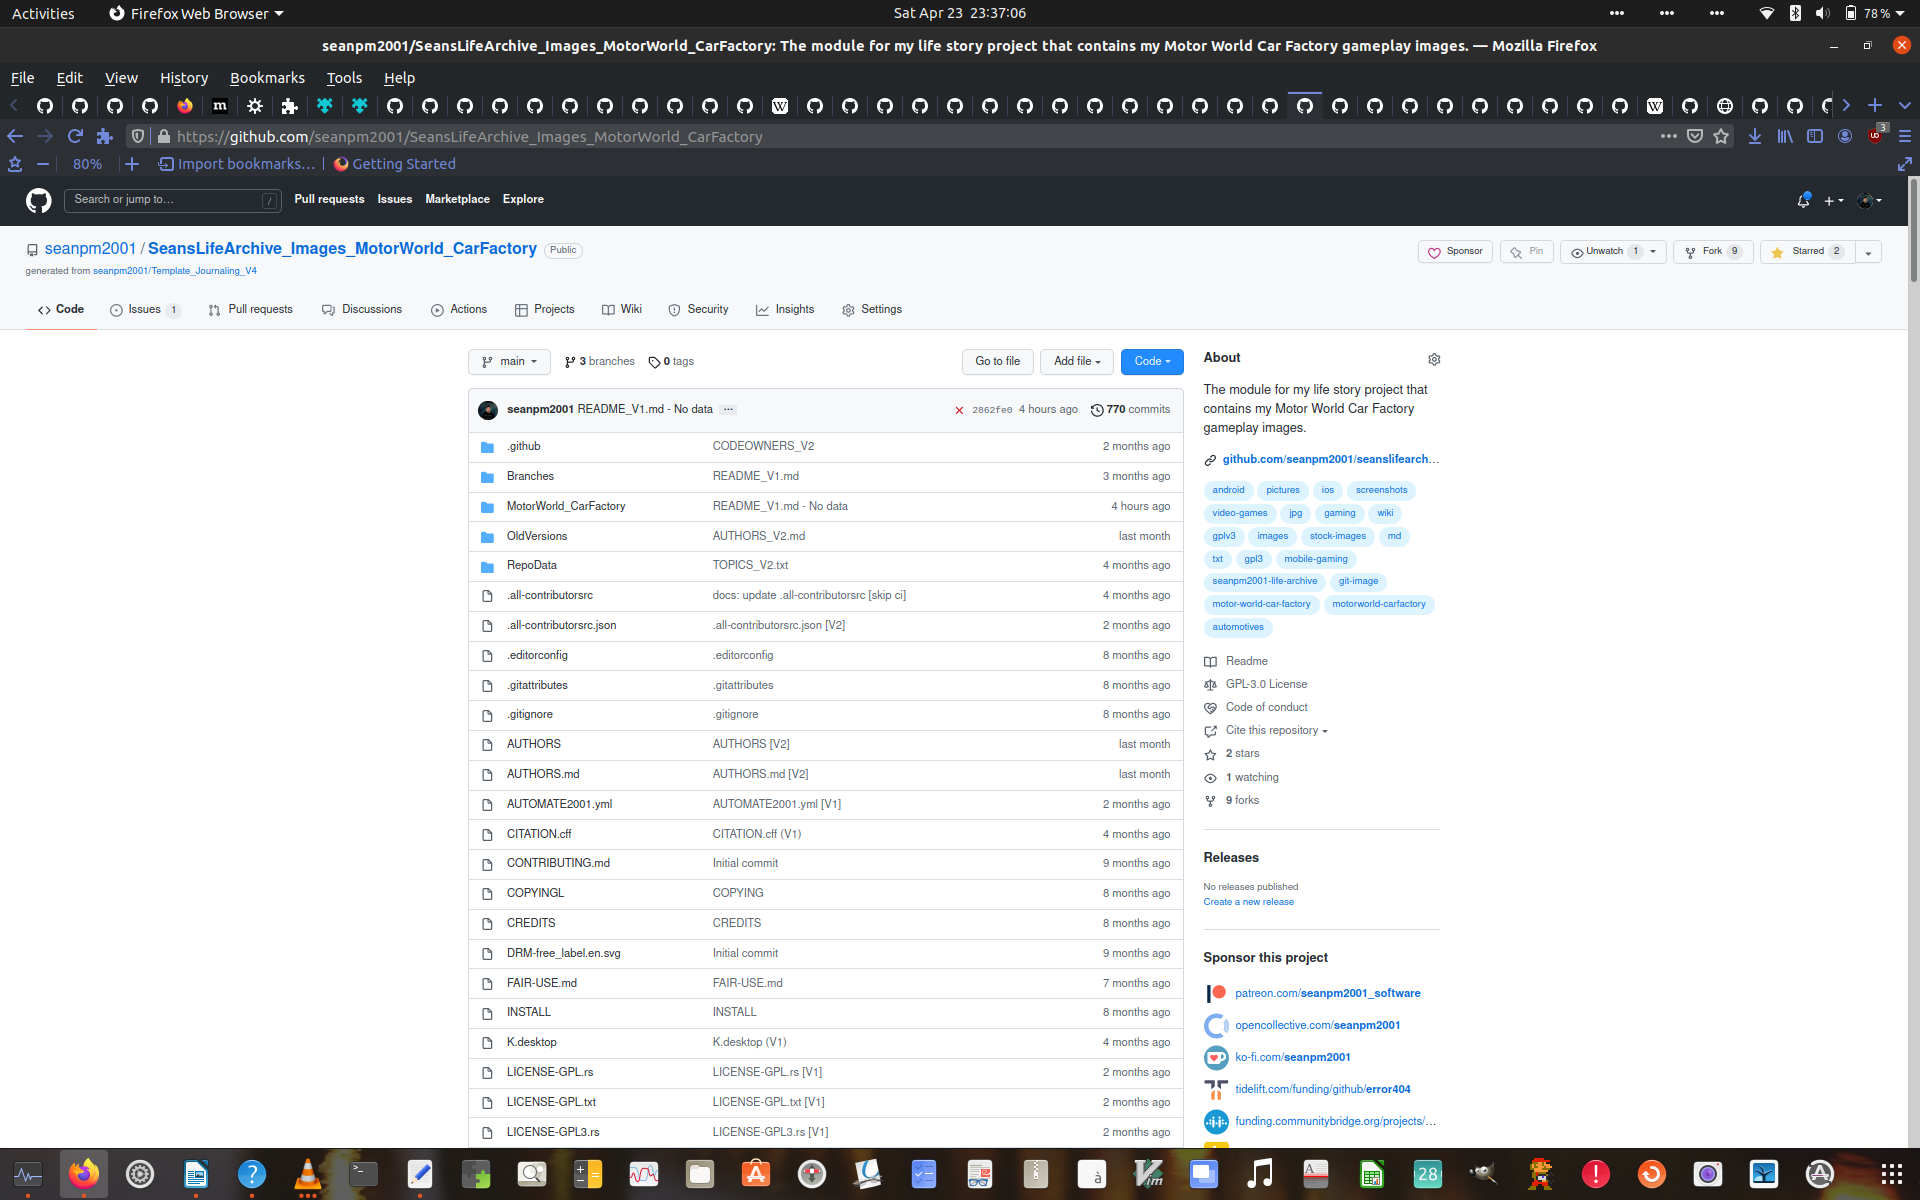 Activities Firefox Web Browser Sat Apr 23 23:37:06 78 %
seanpm2001/SeansLifeArchive_Images_MotorWorld_CarFactory: The module for my life story project that contains my Motor World Car Factory gameplay images. — Mozilla Firefox
File Edit View History Bookmarks Tools Help
https://github.com/seanpm2001/SeansLifeArchive_Images_MotorWorld_CarFactory 3
80% Import bookmarks... Getting Started
Search or jump to... / Pull requests Issues Marketplace Explore
seanpm2001 / SeansLifeArchive_Images_MotorWorld_CarFactory Public Sponsor Pin Unwatch 1 Fork 9 Starred 2
generated from seanpm2001/Template_Journaling_V4
Code Issues 1 Pull requests Discussions Actions Projects Wiki Security Insights Settings
main 3 branches 0 tags Go to file Add file Code
seanpm2001 README_V1.md - No data ... 2862fe0 4 hours ago 770 commits
.github CODEOWNERS_V2 2 months ago
Branches README_V1.md 3 months ago
MotorWorld_CarFactory README_V1.md - No data 4 hours ago
OldVersions AUTHORS_V2.md last month
RepoData TOPICS_V2.txt 4 months ago
.all-contributorsrc docs: update .all-contributorsrc [skip ci] 4 months ago
.all-contributorsrc.json .all-contributorsrc.json [V2] 2 months ago
.editorconfig .editorconfig 8 months ago
.gitattributes .gitattributes 8 months ago
.gitignore .gitignore 8 months ago
AUTHORS AUTHORS [V2] last month
AUTHORS.md AUTHORS.md [V2] last month
AUTOMATE2001.yml AUTOMATE2001.yml [V1] 2 months ago
CITATION.cff CITATION.cff (V1) 4 months ago
CONTRIBUTING.md Initial commit 9 months ago
COPYINGL COPYING 8 months ago
CREDITS CREDITS 8 months ago
DRM-free_label.en.svg Initial commit 9 months ago
FAIR-USE.md FAIR-USE.md 7 months ago
INSTALL INSTALL 8 months ago
K.desktop K.desktop (V1) 4 months ago
LICENSE-GPL.rs LICENSE-GPL.rs [V1] 2 months ago
LICENSE-GPL.txt LICENSE-GPL.txt [V1] 2 months ago
LICENSE-GPL3.rs LICENSE-GPL3.rs [V1] 2 months ago
About
The module for my life story project that
contains my Motor World Car Factory
gameplay images.
github.com/seanpm2001/seanslifearch...
android pictures ios screenshots
video-games jpg gaming wiki
gplv3 images stock-images md
txt gpl3 mobile-gaming
seanpm2001-life-archive git-image
motor-world-car-factory motorworld-carfactory
automotives
Readme
GPL-3.0 License
Code of conduct
Cite this repository
2 stars
1 watching
9 forks
Releases
No releases published
Create a new release
Sponsor this project
patreon.com/seanpm2001_software
opencollective.com/seanpm2001
ko-fi.com/seanpm2001
tidelift.com/funding/github/error404
funding.communitybridge.org/projects/...
28